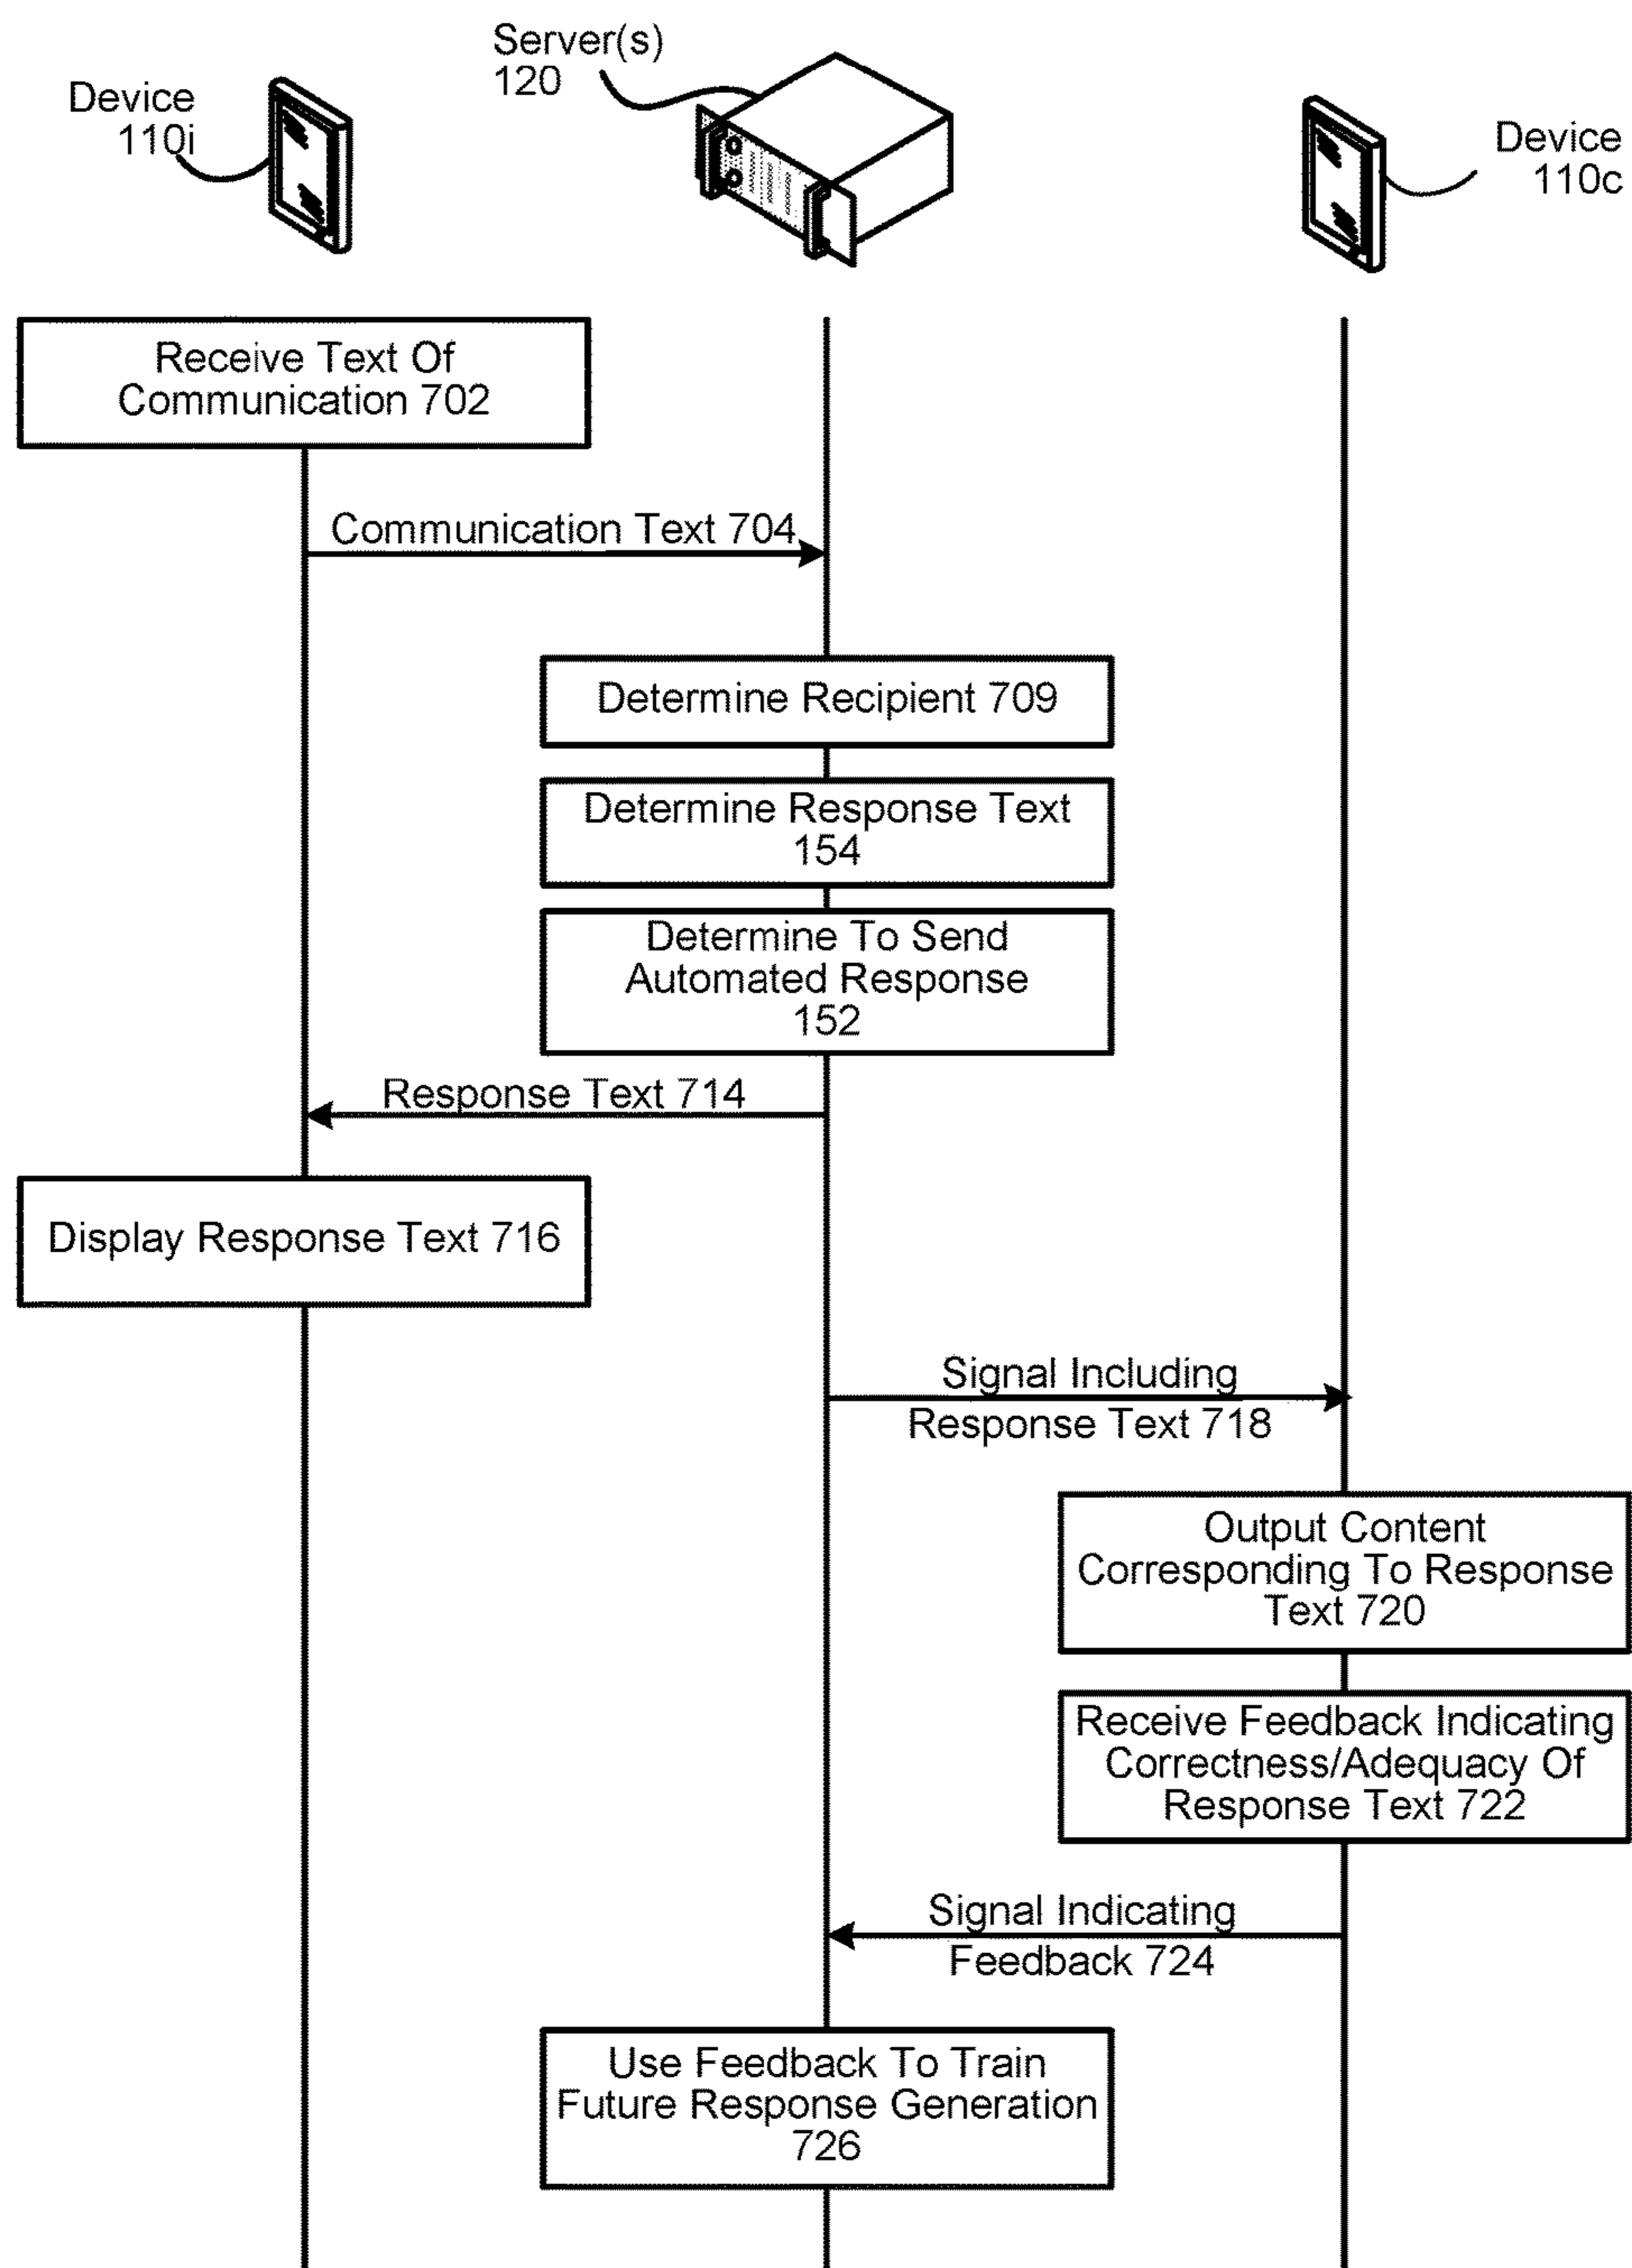 Server(s)
120
Device
110i
Device
110c
Receive Text Of
Communication 702
Communication Text 704
Determine Recipient 709
Determine Response Text
154
Determine To Send
Automated Response
152
Response Text 714
Display Response Text 716
Signal Including
Response Text 718
Output Content
Corresponding To Response
Text 720
Receive Feedback Indicating
Correctness/Adequacy Of
Response Text 722
Signal Indicating
Feedback 724
Use Feedback To Train
Future Response Generation
726